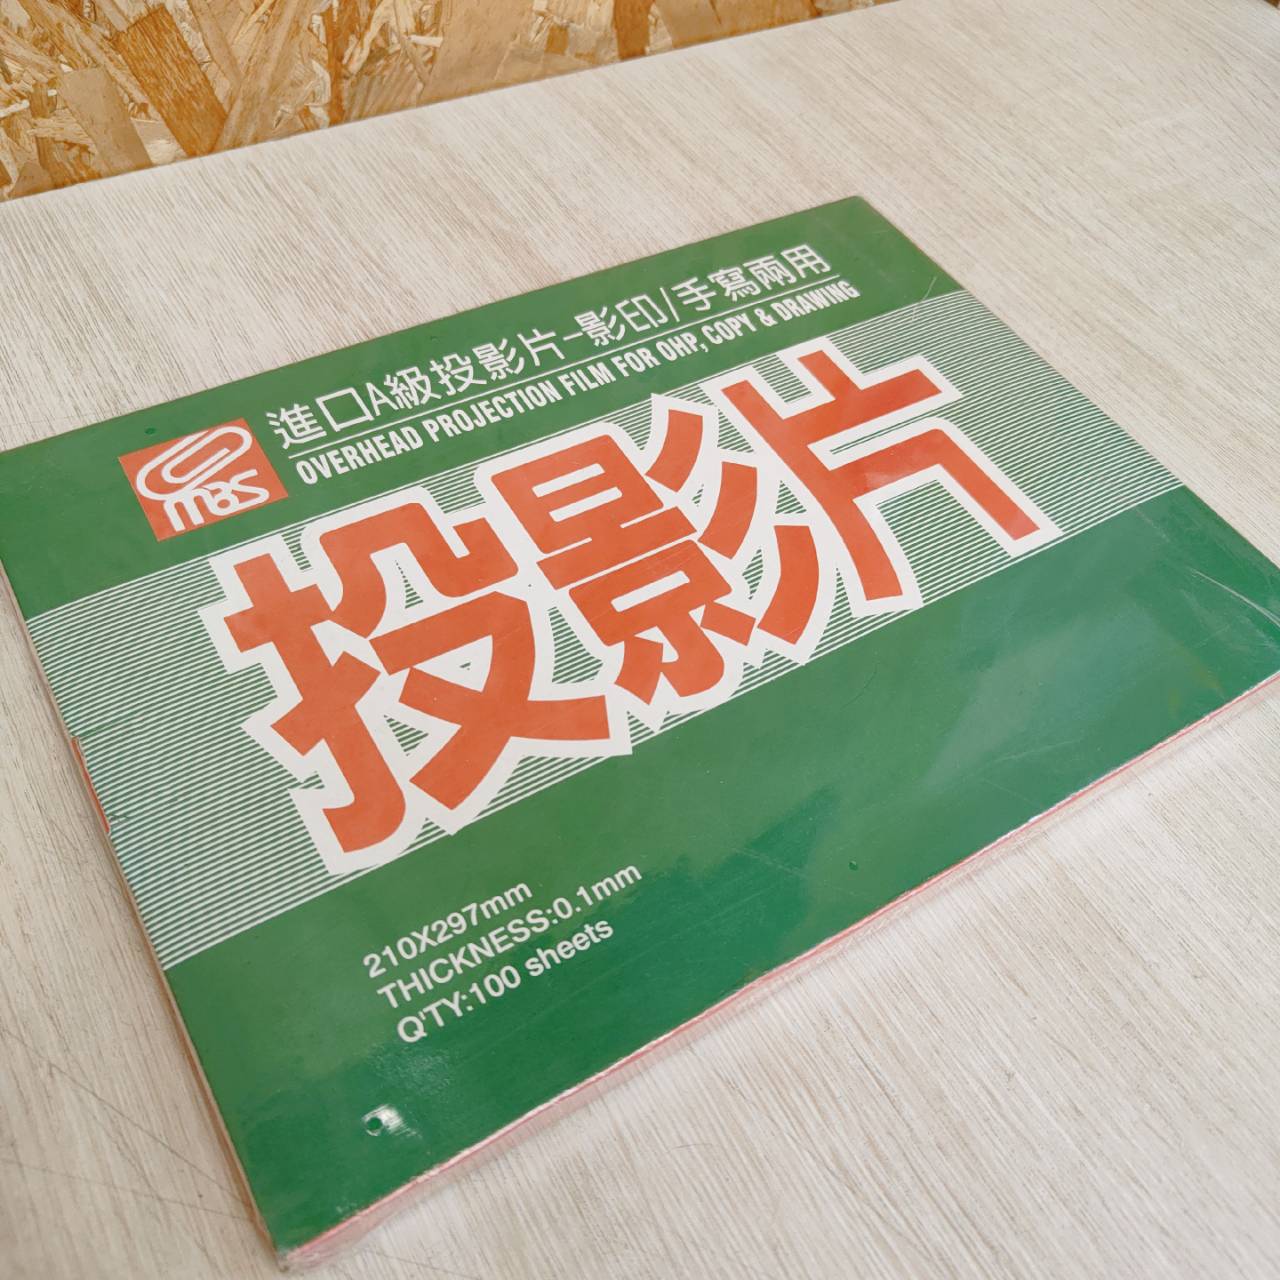 mas
進口A級投影片-影印/手寫兩用
OVERHEAD PROJECTION FILM FOR OHP, COPY & DRAWING
投影片
210X297mm
THICKNESS:0.1mm
Q'TY:100 sheets